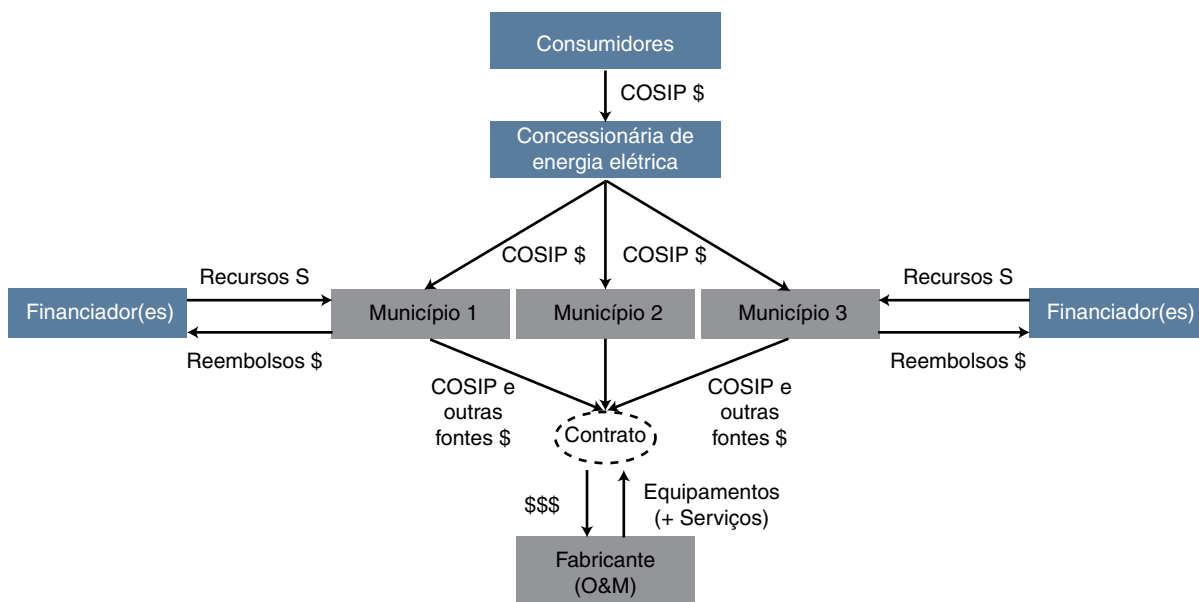 Consumidores
COSIP $
Concessionária de
energia elétrica
COSIP $
COSIP $
Recursos S
Recursos S
Financiador(es)
Município 1
Município 2
Município 3
Financiador(es)
Reembolsos $
Reembolsos $
COSIP e
outras
fontes $
COSIP e
outras
fontes $
Contrato
$$$
Equipamentos
(+ Serviços)
Fabricante
(O&M)